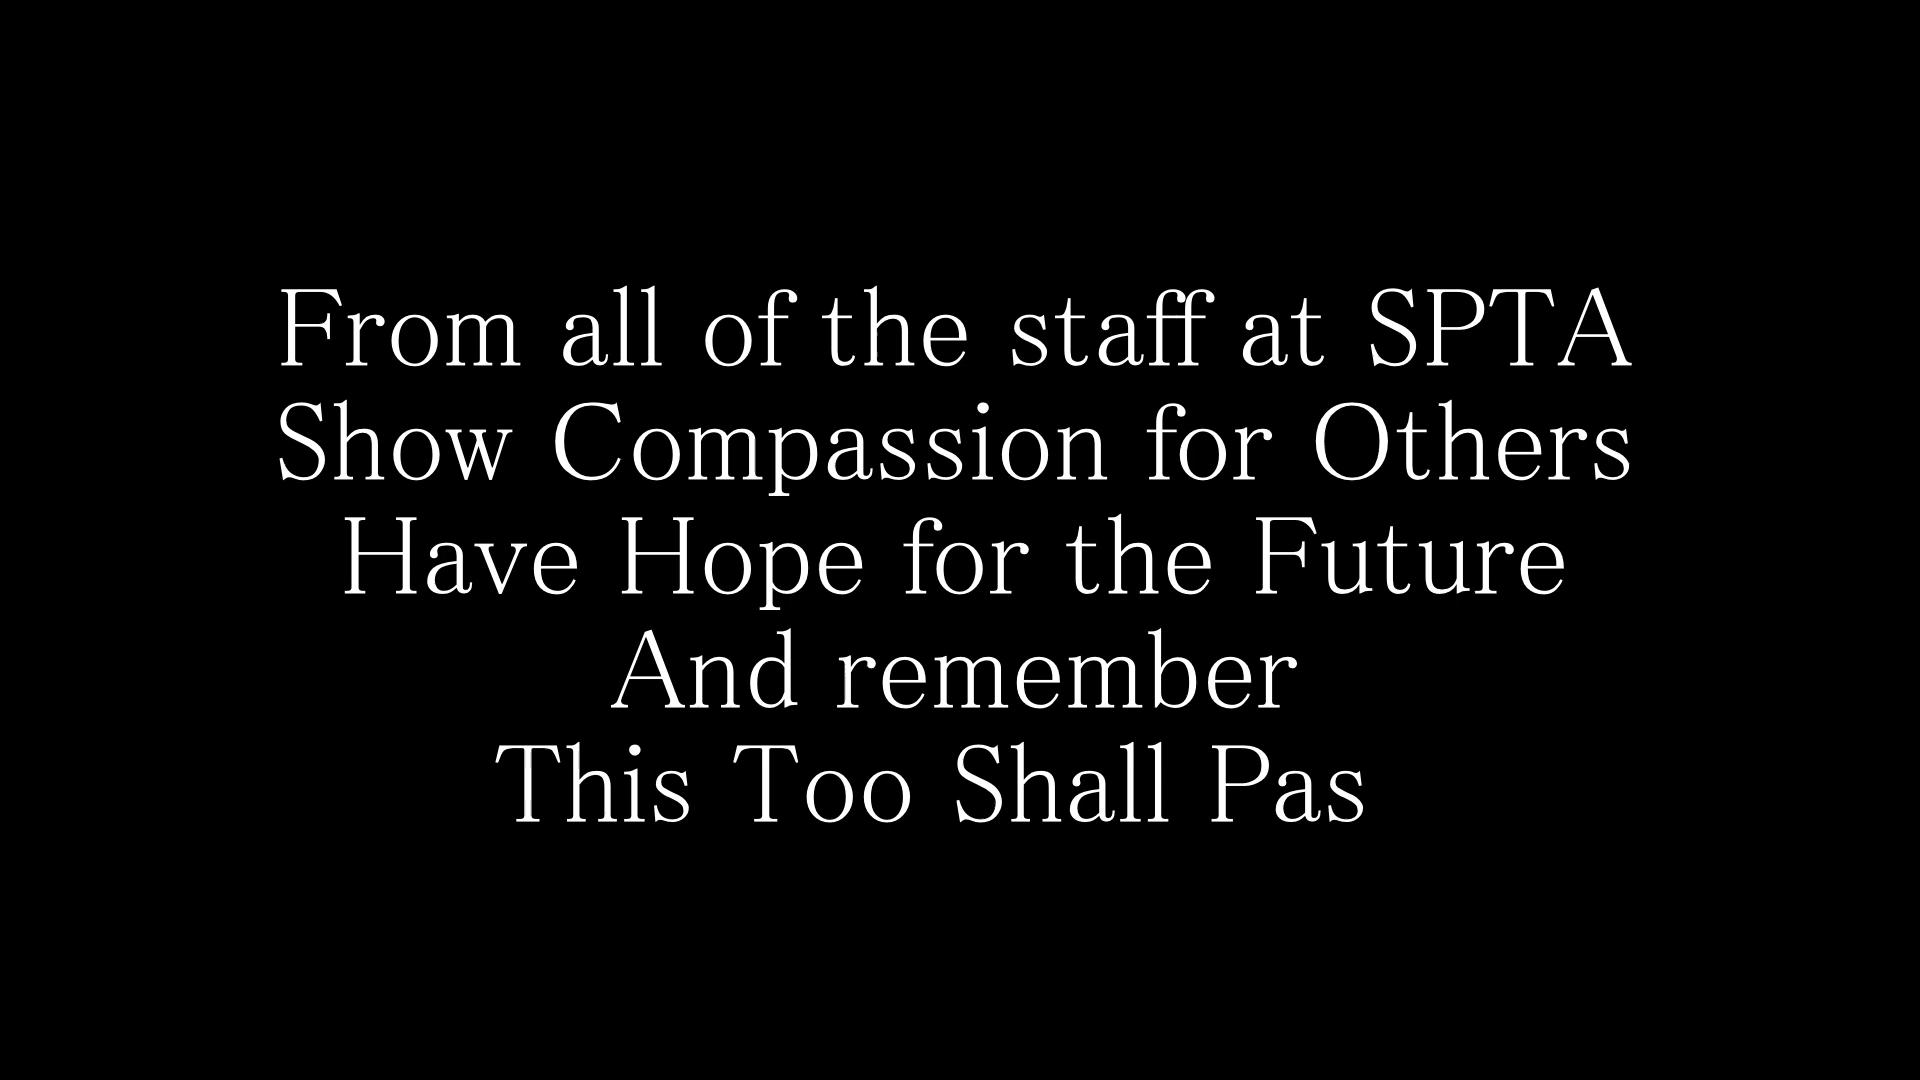 From all of the staff at SPTA
Show Compassion for Others
Have Hope for the Future
And remember
This Too Shall Pas